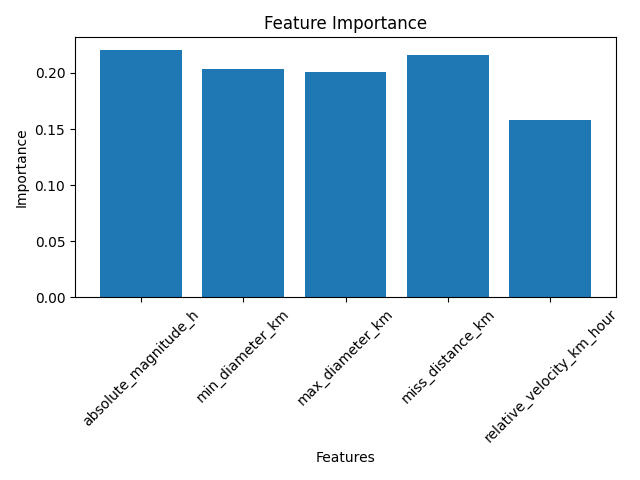 Feature Importance
Importance
0.20
0.15
0.10
0.05
0.00
absolute_magnitude_h
min_diameter_km
max_diameter_km
miss_distance_km
relative_velocity_km_hour
Features